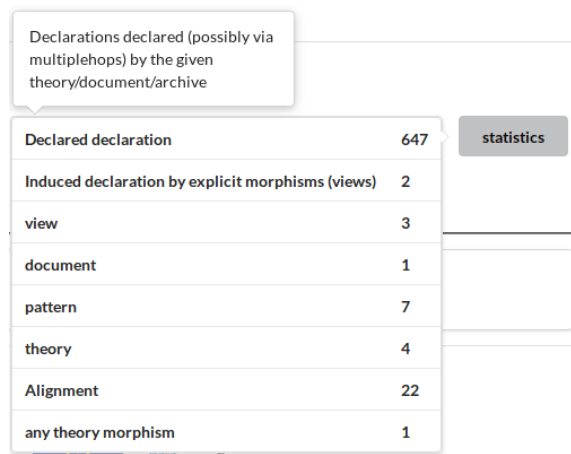 Declarations declared (possibly via
multiplehops) by the given
theory/document/archive
Declared declaration 647
statistics
Induced declaration by explicit morphisms (views) 2
view 3
document 1
pattern 7
theory 4
Alignment 22
any theory morphism 1